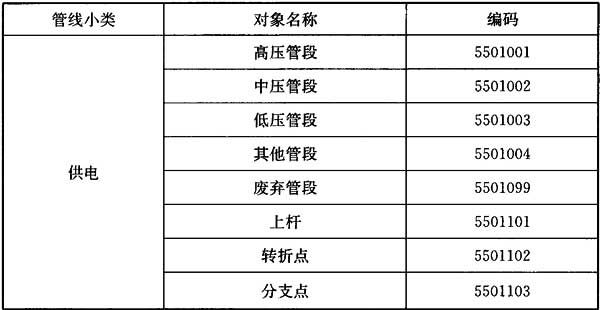 管线小类 对象名称 编码
供电
高压管段 5501001
中压管段 5501002
低压管段 5501003
其他管段 5501004
废弃管段 5501099
上杆 5501101
转折点 5501102
分支点 5501103